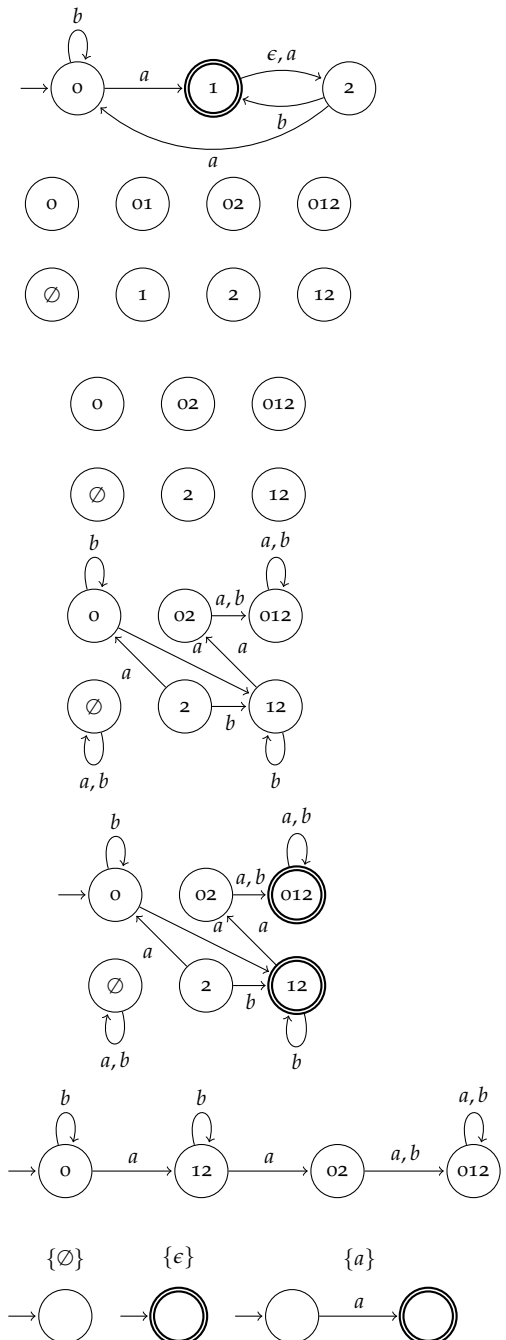 b
0 a 1 ϵ, a 2
b
a
0 01 02 012
∅ 1 2 12
0 02 012
∅ 2 12
b a, b
0 02 a, b 012
a a
a
∅ 2 b 12
a, b b
b a, b
0 02 a, b 012
a a
a
∅ 2 b 12
a, b b
b b a, b
0 a 12 a 02 a, b 012
{∅} {ϵ} {a}
a